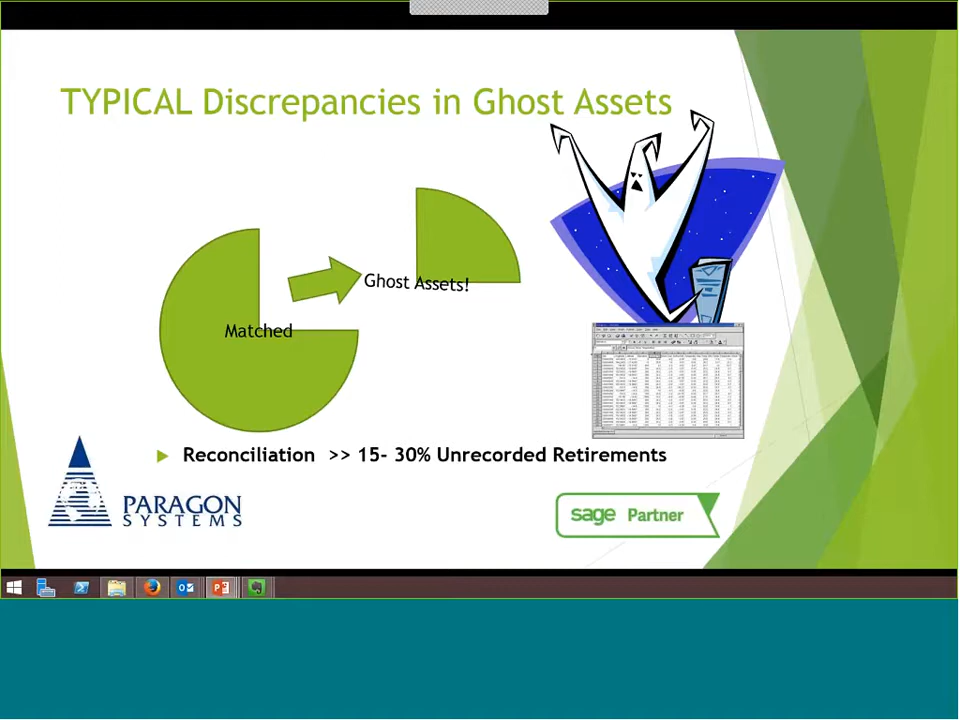 TYPICAL Discrepancies in Ghost Assets
Ghost Assets!
Matched
Reconciliation >> 15- 30% Unrecorded Retirements
PARAGON
SYSTEMS
sage Partner